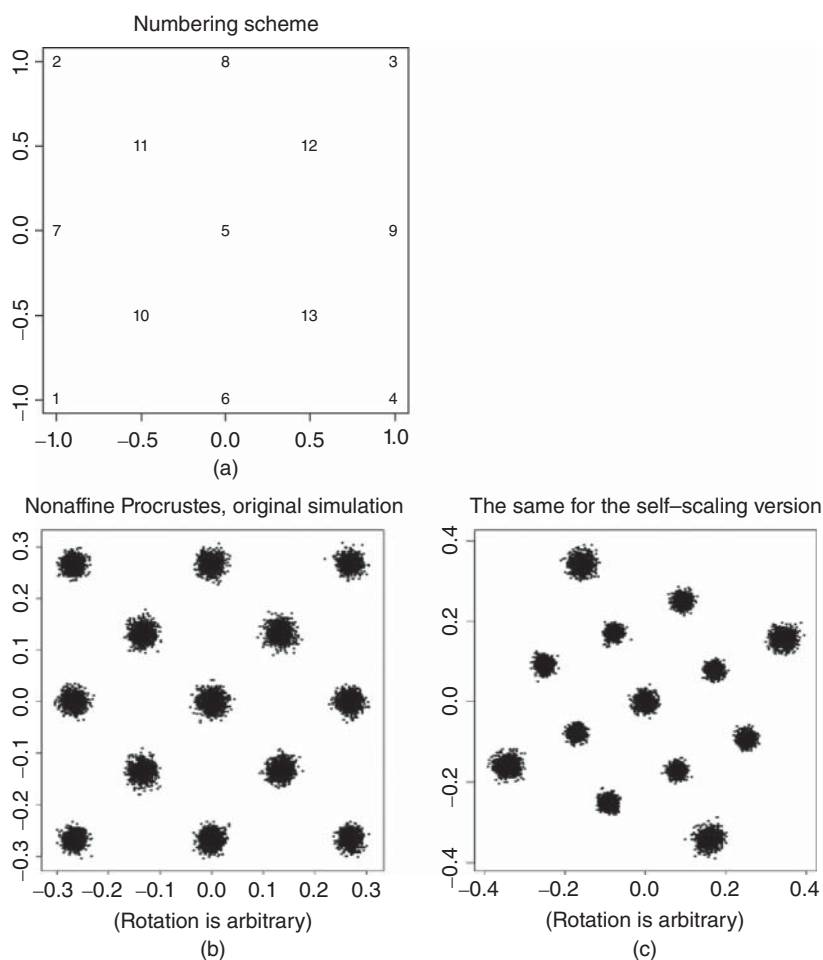 Numbering scheme
1.0
2 8 3
0.5
11 12
0.0
7 5 9
−0.5
10 13
−1.0
1 6 4
−1.0 −0.5 0.0 0.5 1.0
(a)
Nonaffine Procrustes, original simulation
0.3
0.2
0.1
0.0
−0.1
−0.2
−0.3
−0.3 −0.2 −0.1 0.0 0.1 0.2 0.3
(Rotation is arbitrary)
(b)
The same for the self–scaling version
0.4
0.2
0.0
−0.2
−0.4
−0.4 −0.2 0.0 0.2 0.4
(Rotation is arbitrary)
(c)